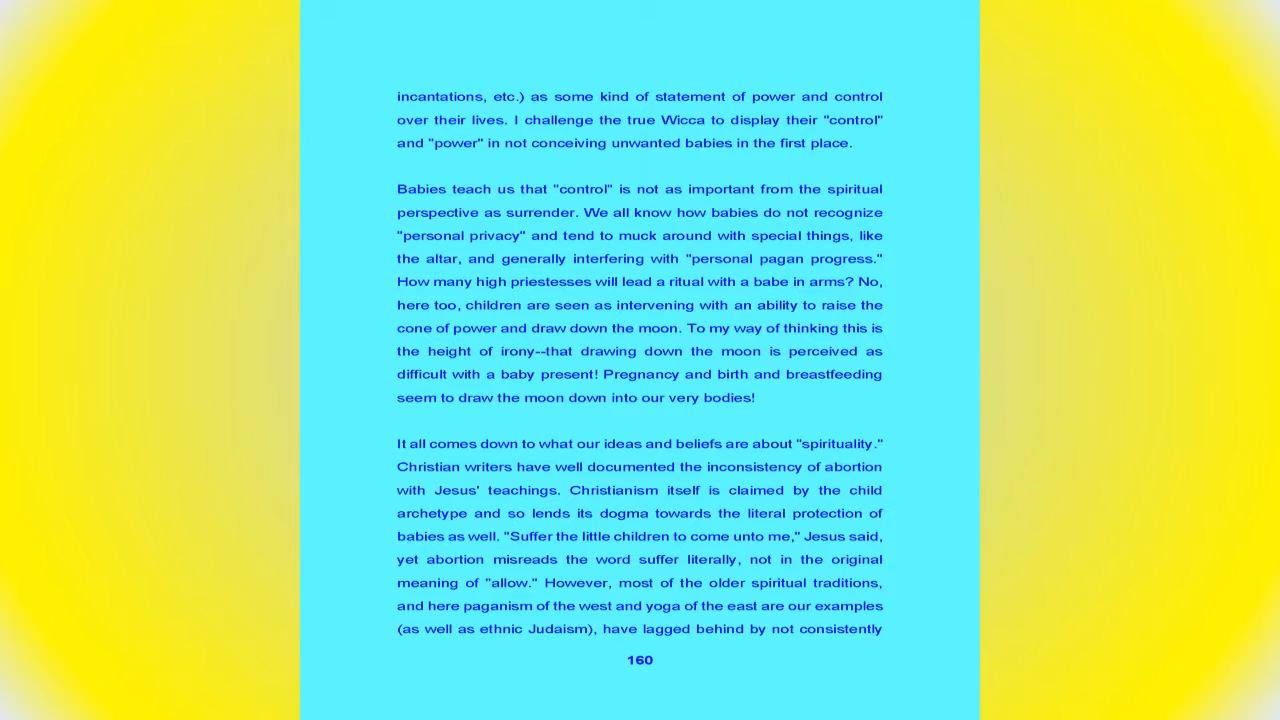 incantations, etc.) as some kind of statement of power and control
over their lives. I challenge the true Wicca to display their "control"
and "power" in not conceiving unwanted babies in the first place.
Babies teach us that "control" is not as important from the spiritual
perspective as surrender. We all know how babies do not recognize
"personal privacy" and tend to muck around with special things, like
the altar, and generally interfering with "personal pagan progress."
How many high priestesses will lead a ritual with a babe in arms? No,
here too, children are seen as intervening with an ability to raise the
cone of power and draw down the moon. To my way of thinking this is
the height of irony--that drawing down the moon is perceived as
difficult with a baby present! Pregnancy and birth and breastfeeding
seem to draw the moon down into our very bodies!
It all comes down to what our ideas and beliefs are about "spirituality."
Christian writers have well documented the inconsistency of abortion
with Jesus' teachings. Christianism itself is claimed by the child
archetype and so lends its dogma towards the literal protection of
babies as well. "Suffer the little children to come unto me," Jesus said,
yet abortion misreads the word suffer literally, not in the original
meaning of "allow." However, most of the older spiritual traditions,
and here paganism of the west and yoga of the east are our examples
(as well as ethnic Judaism), have lagged behind by not consistently
160